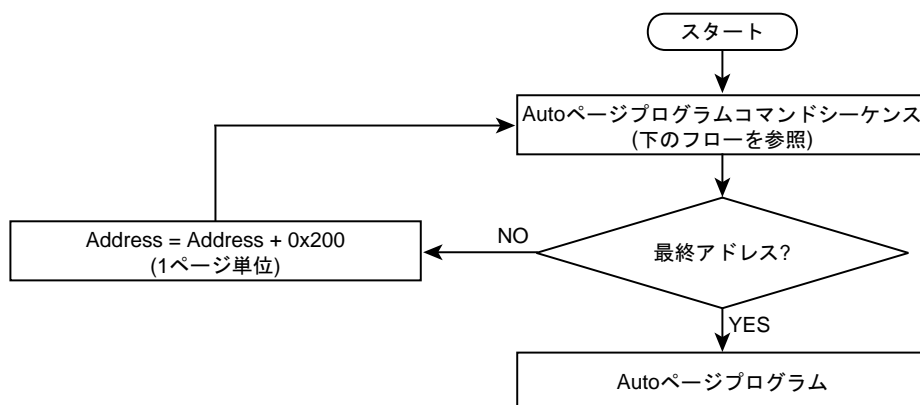 スタート
Autoページプログラムコマンドシーケンス
(下のフローを参照)
Address = Address + 0x200
(1ページ単位)
NO
最終アドレス?
YES
Autoページプログラム